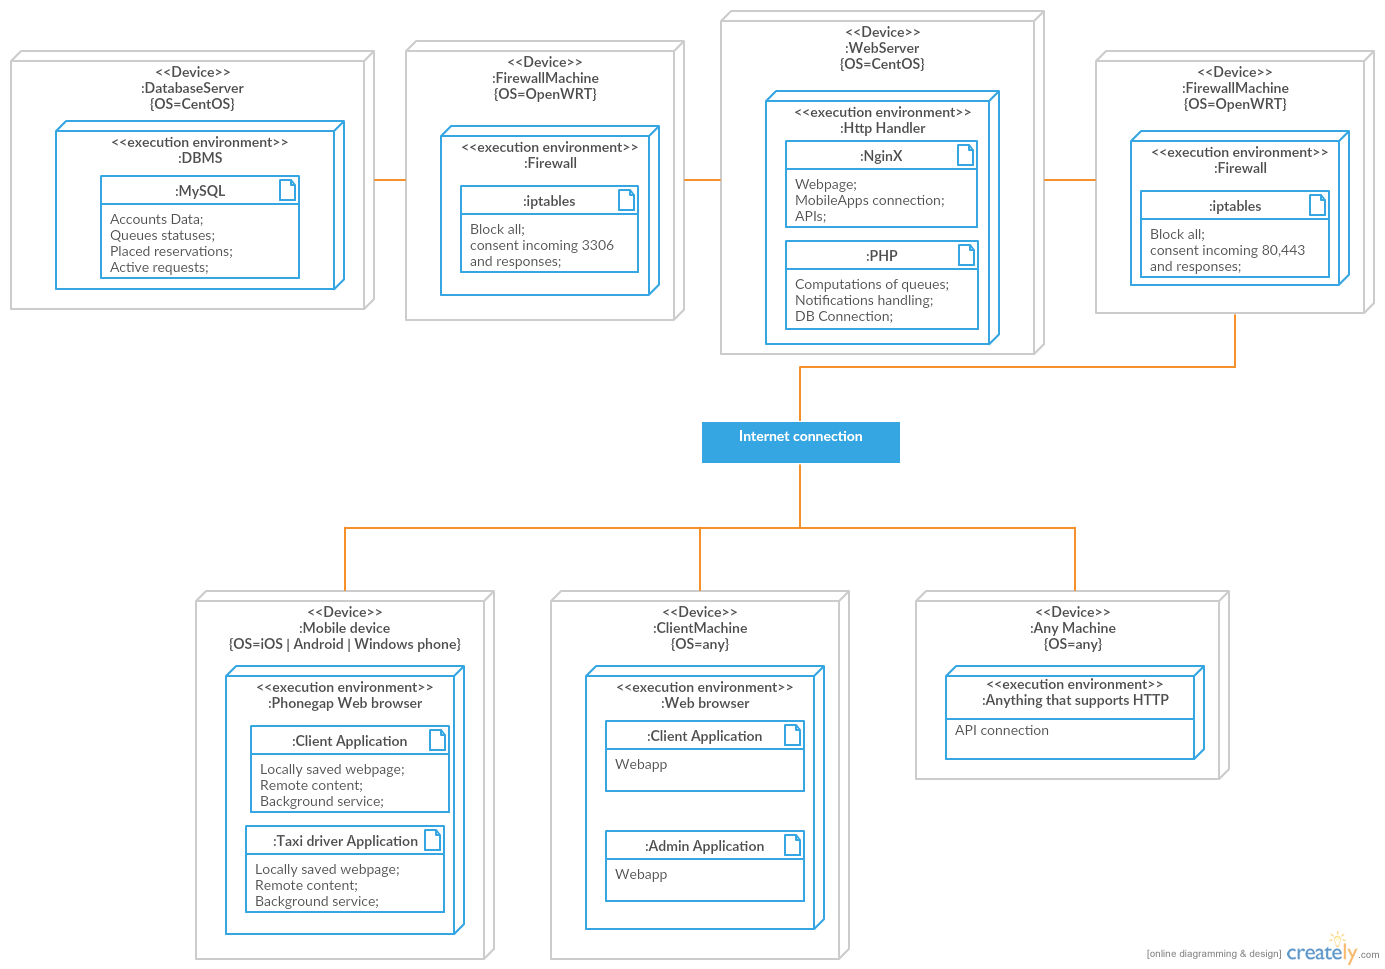 <<Device>>
:DatabaseServer
{OS=CentOS}
<<execution environment>>
:DBMS
:MySQL
Accounts Data;
Queues statuses;
Placed reservations;
Active requests;
<<Device>>
:FirewallMachine
{OS=OpenWRT}
<<execution environment>>
:Firewall
:iptables
Block all;
consent incoming 3306
and responses;
<<Device>>
:WebServer
{OS=CentOS}
<<execution environment>>
:Http Handler
:NginX
Webpage;
MobileApps connection;
APIs;
:PHP
Computations of queues;
Notifications handling;
DB Connection;
<<Device>>
:FirewallMachine
{OS=OpenWRT}
<<execution environment>>
:Firewall
:iptables
Block all;
consent incoming 80,443
and responses;
Internet connection
<<Device>>
:Mobile device
{OS=iOS | Android | Windows phone}
<<execution environment>>
:Phonegap Web browser
:Client Application
Locally saved webpage;
Remote content;
Background service;
:Taxi driver Application
Locally saved webpage;
Remote content;
Background service;
<<Device>>
:ClientMachine
{OS=any}
<<execution environment>>
:Web browser
:Client Application
Webapp
:Admin Application
Webapp
<<Device>>
:Any Machine
{OS=any}
<<execution environment>>
:Anything that supports HTTP
API connection
[online diagramming & design] creately.com